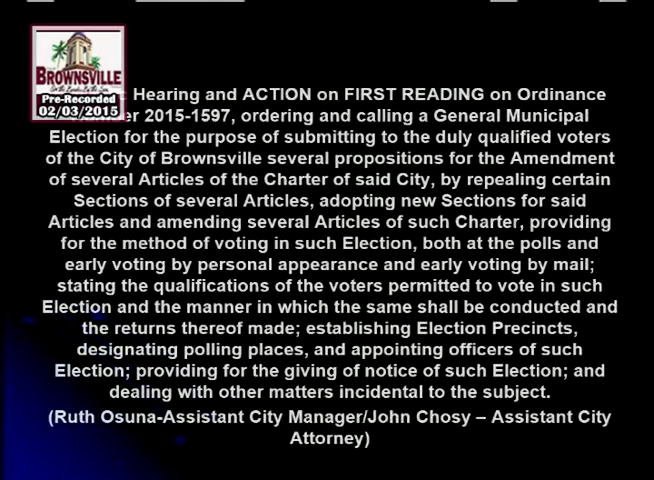 BROWNSVILLE
On the Border By the Sea
Pre-Recorded
02/03/2015
Hearing and ACTION on FIRST READING on Ordinance
2015-1597, ordering and calling a General Municipal
Election for the purpose of submitting to the duly qualified voters
of the City of Brownsville several propositions for the Amendment
of several Articles of the Charter of said City, by repealing certain
Sections of several Articles, adopting new Sections for said
Articles and amending several Articles of such Charter, providing
for the method of voting in such Election, both at the polls and
early voting by personal appearance and early voting by mail;
stating the qualifications of the voters permitted to vote in such
Election and the manner in which the same shall be conducted and
the returns thereof made; establishing Election Precincts,
designating polling places, and appointing officers of such
Election; providing for the giving of notice of such Election; and
dealing with other matters incidental to the subject.
(Ruth Osuna-Assistant City Manager/John Chosy – Assistant City
Attorney)